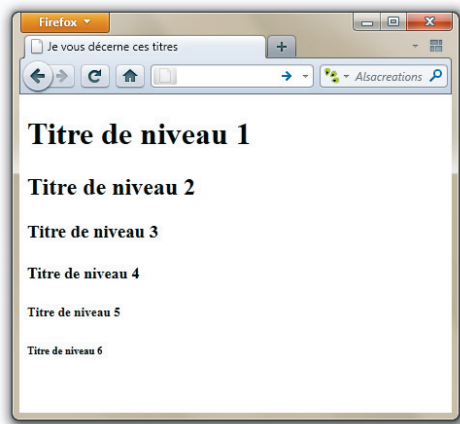 Firefox
Je vous décerne ces titres
Alsacreations
Titre de niveau 1
Titre de niveau 2
Titre de niveau 3
Titre de niveau 4
Titre de niveau 5
Titre de niveau 6